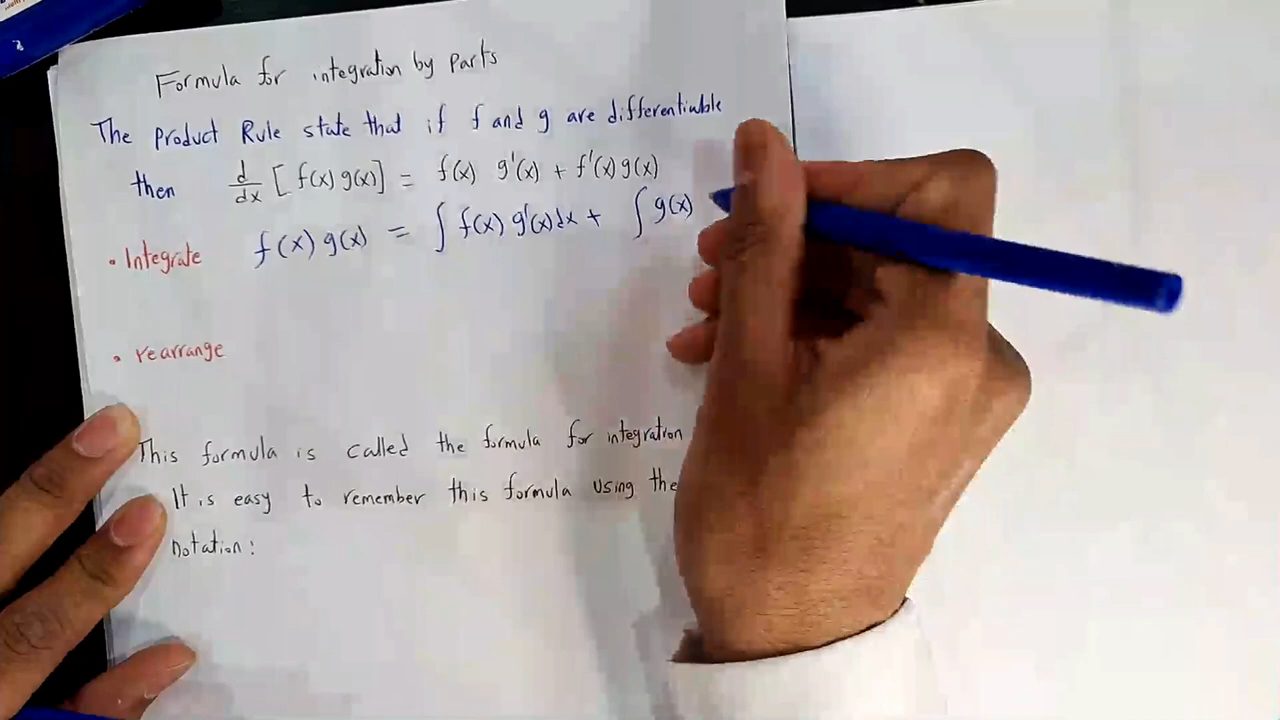 Formula for integration by parts
The Product Rule state that if f and g are differentiable
then d/dx [f(x) g(x)] = f(x) g'(x) + f'(x) g(x)
• Integrate f(x) g(x) = ∫ f(x) g'(x) dx + ∫ g(x)
• rearrange
This formula is called the formula for integration
It is easy to remember this formula using the
notation: